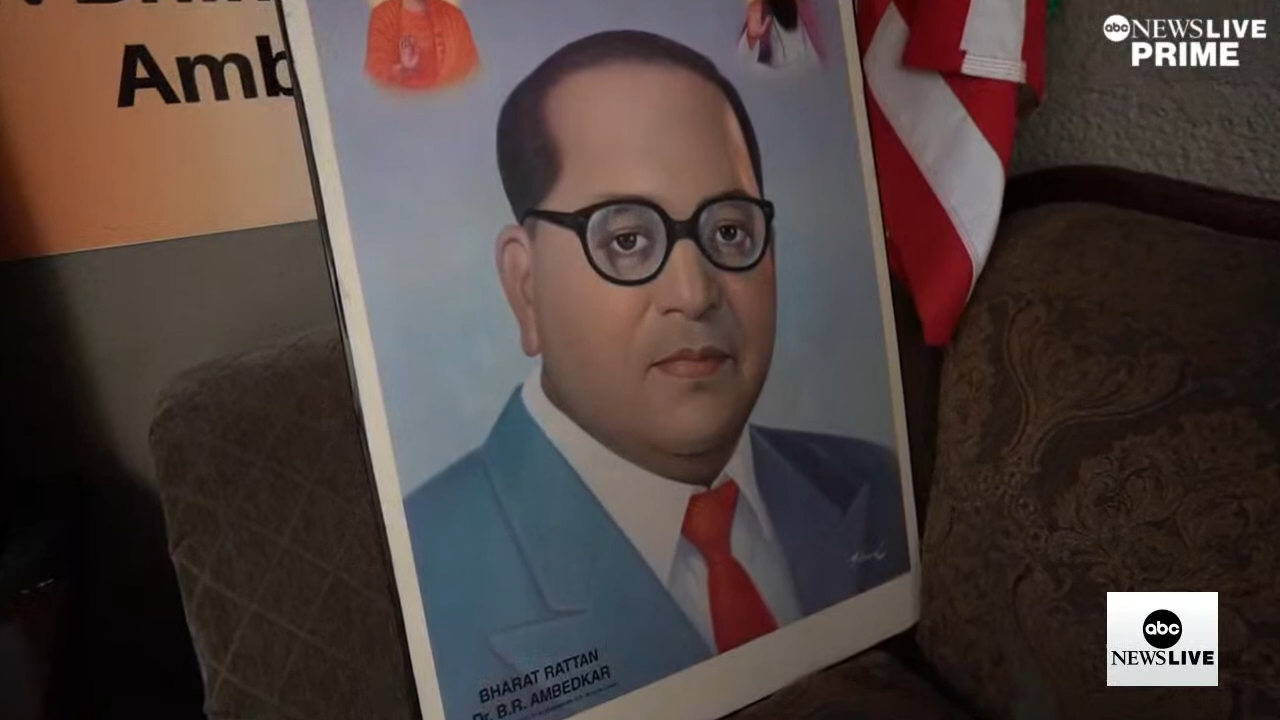 Amb
abc NEWS LIVE
PRIME
BHARAT RATTAN
Dr. B.R. AMBEDKAR
abc
NEWS LIVE